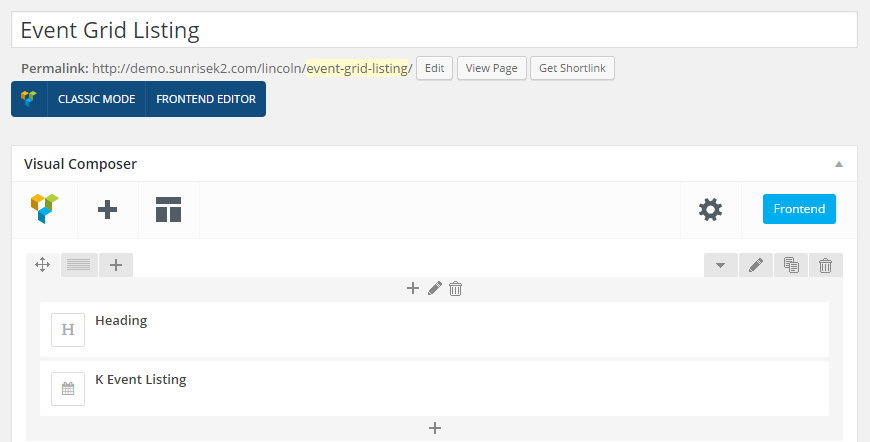 Event Grid Listing
Permalink: http://demo.sunrisek2.com/lincoln/event-grid-listing/ Edit View Page Get Shortlink
CLASSIC MODE FRONTEND EDITOR
Visual Composer
Frontend
H Heading
K Event Listing